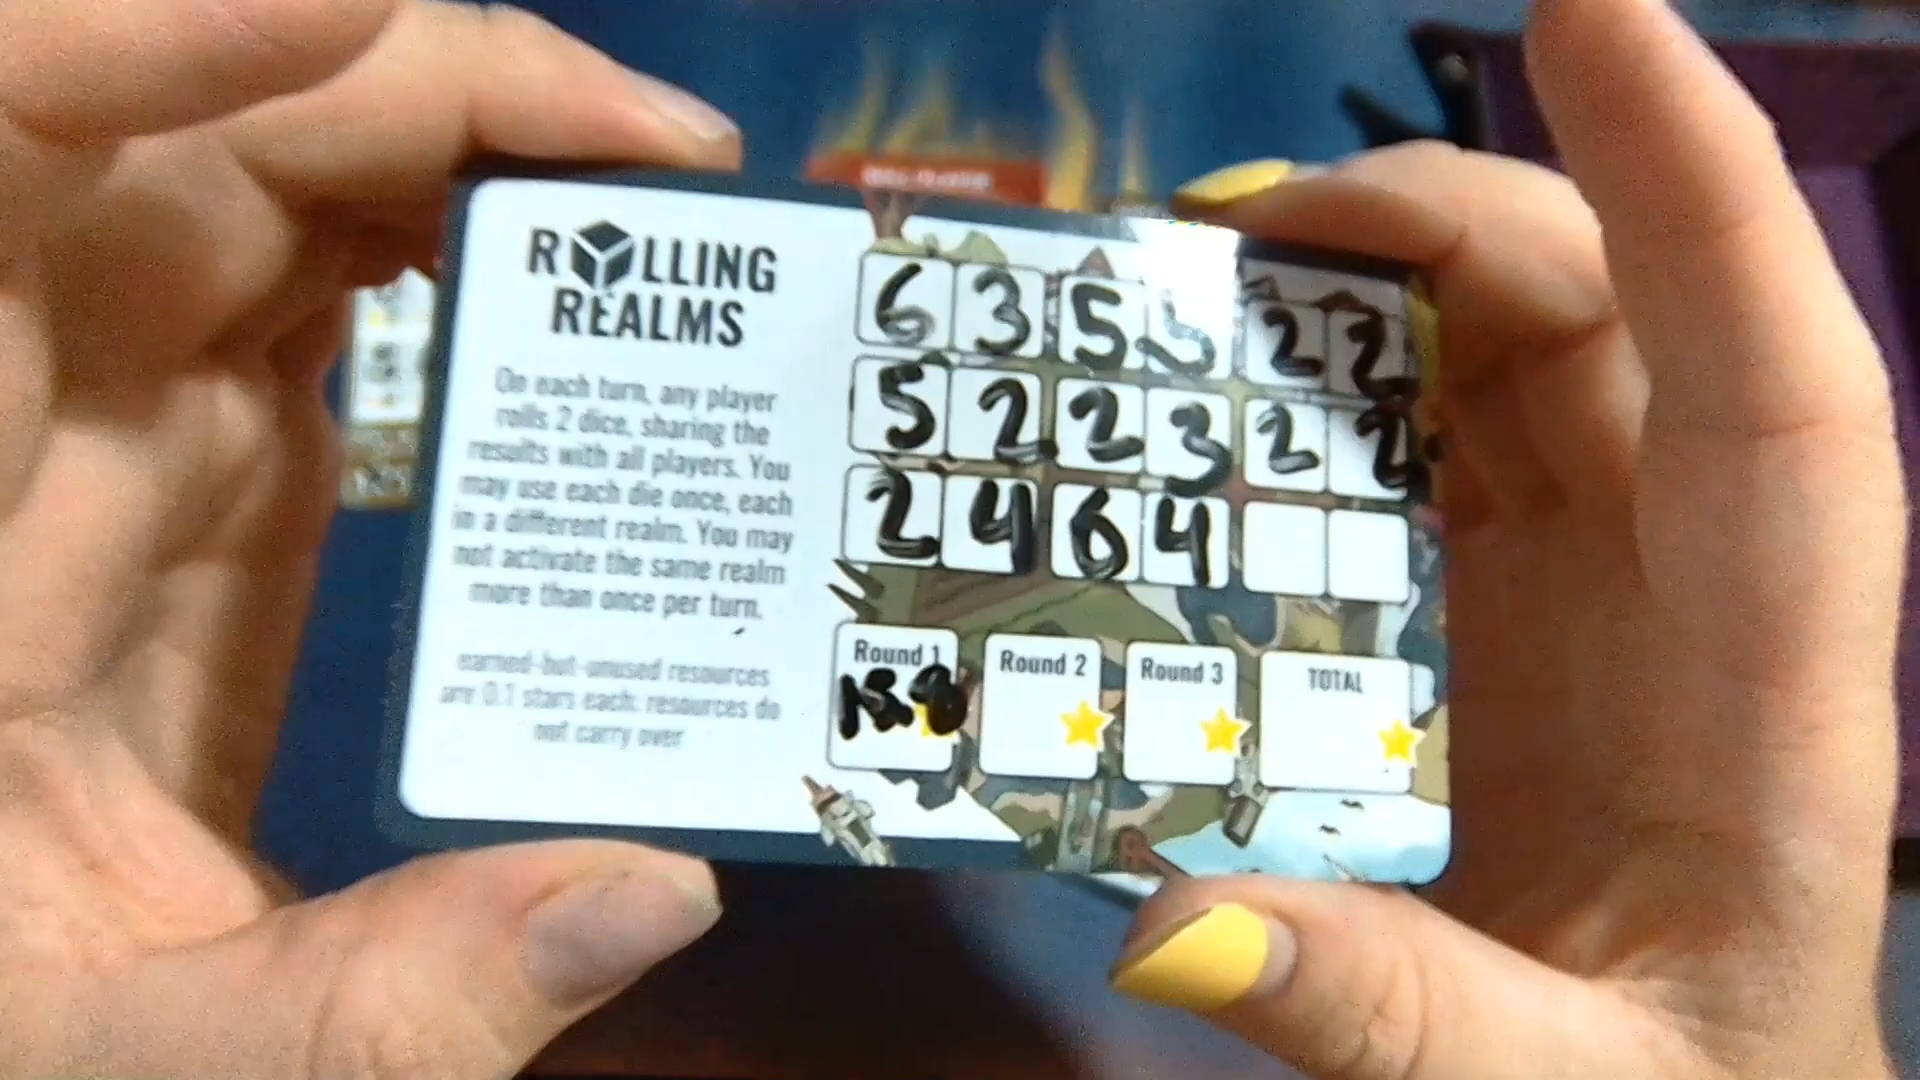 ROLLING
REALMS
On each turn, any player
rolls 2 dice, sharing the
results with all players. You
may use each die once, each
in a different realm. You may
not activate the same realm
more than once per turn.
earned-but-unused resources
are 0.1 stars each; resources do
not carry over
6 3 5 5 2 2
5 2 2 3 2 2
2 4 6 4
Round 1
Round 2
Round 3
TOTAL